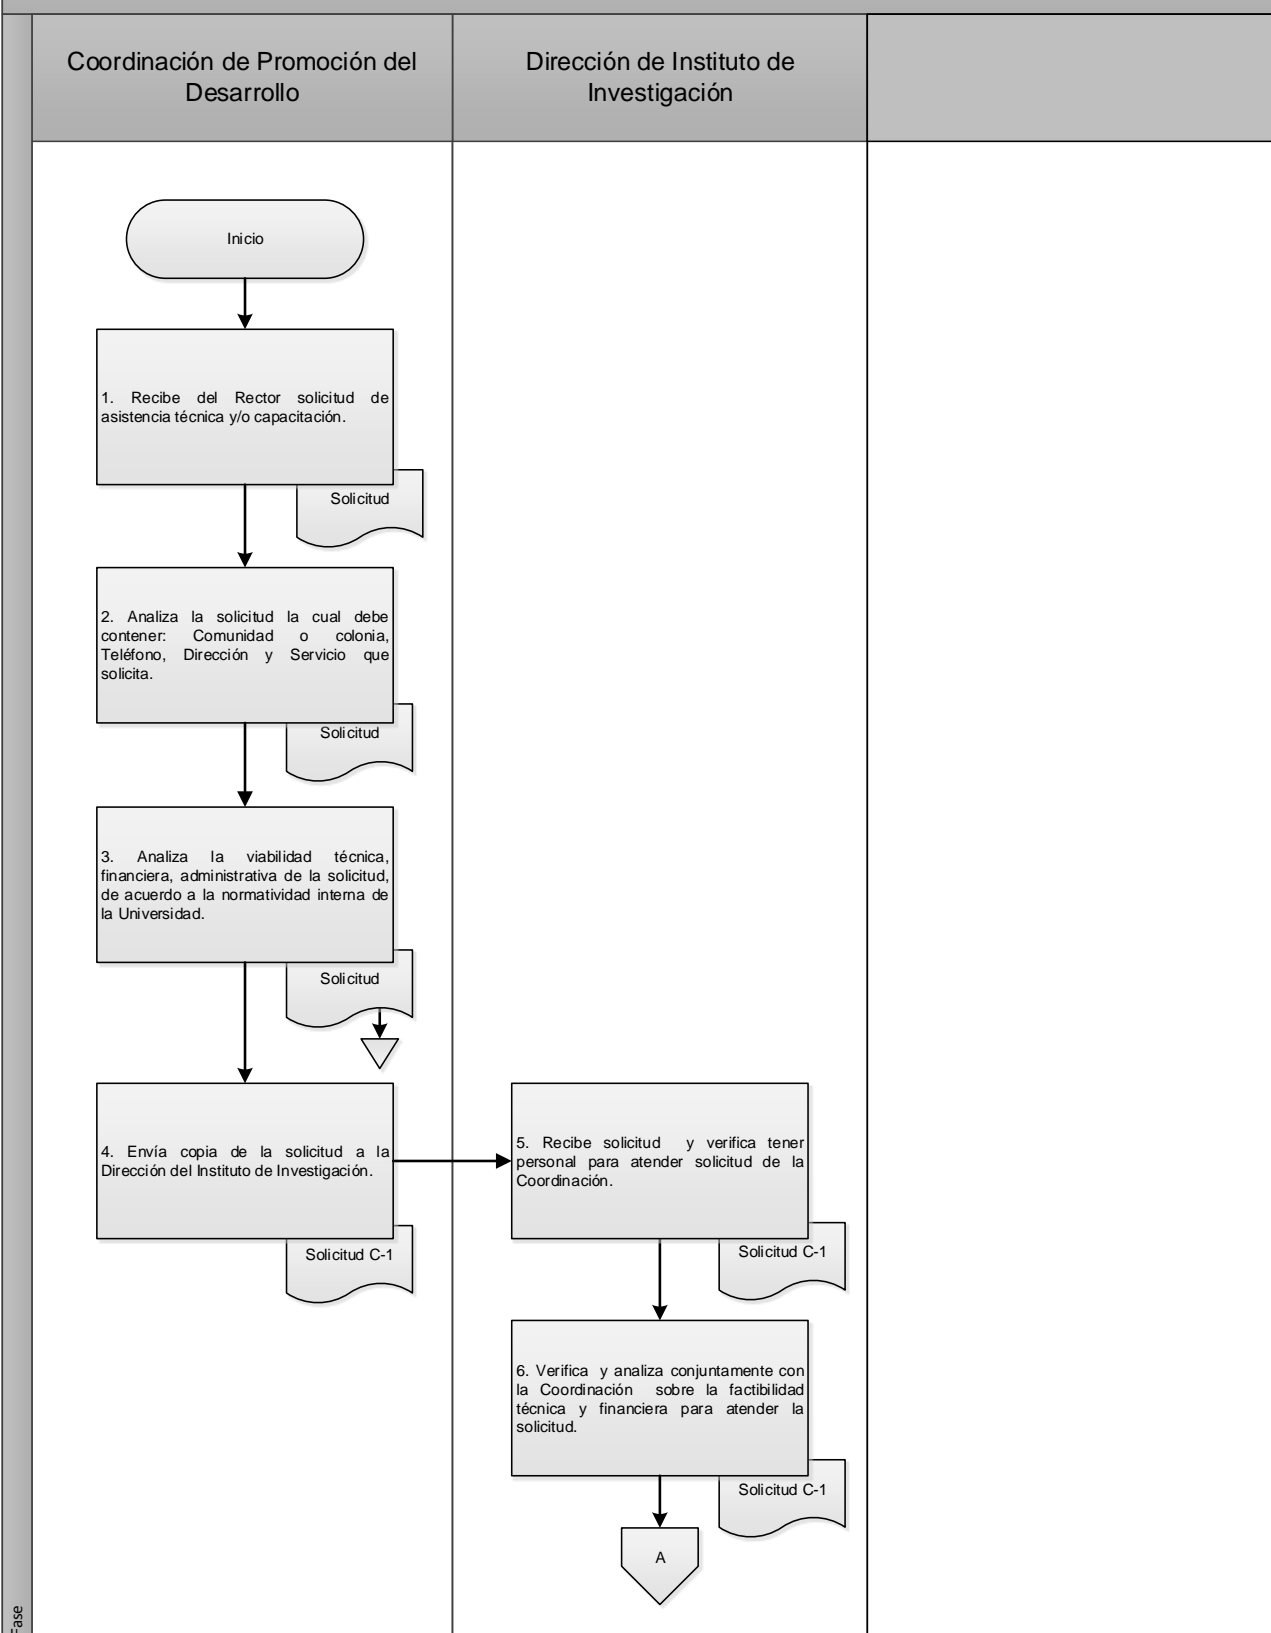 Coordinación de Promoción del
Desarrollo
Dirección de Instituto de
Investigación
Inicio
1. Recibe del Rector solicitud de
asistencia técnica y/o capacitación.
Solicitud
2. Analiza la solicitud la cual debe
contener: Comunidad o colonia,
Teléfono, Dirección y Servicio que
solicita.
Solicitud
3. Analiza la viabilidad técnica,
financiera, administrativa de la solicitud,
de acuerdo a la normatividad interna de
la Universidad.
Solicitud
4. Envía copia de la solicitud a la
Dirección del Instituto de Investigación.
Solicitud C-1
5. Recibe solicitud y verifica tener
personal para atender solicitud de la
Coordinación.
Solicitud C-1
6. Verifica y analiza conjuntamente con
la Coordinación sobre la factibilidad
técnica y financiera para atender la
solicitud.
Solicitud C-1
A
Fase